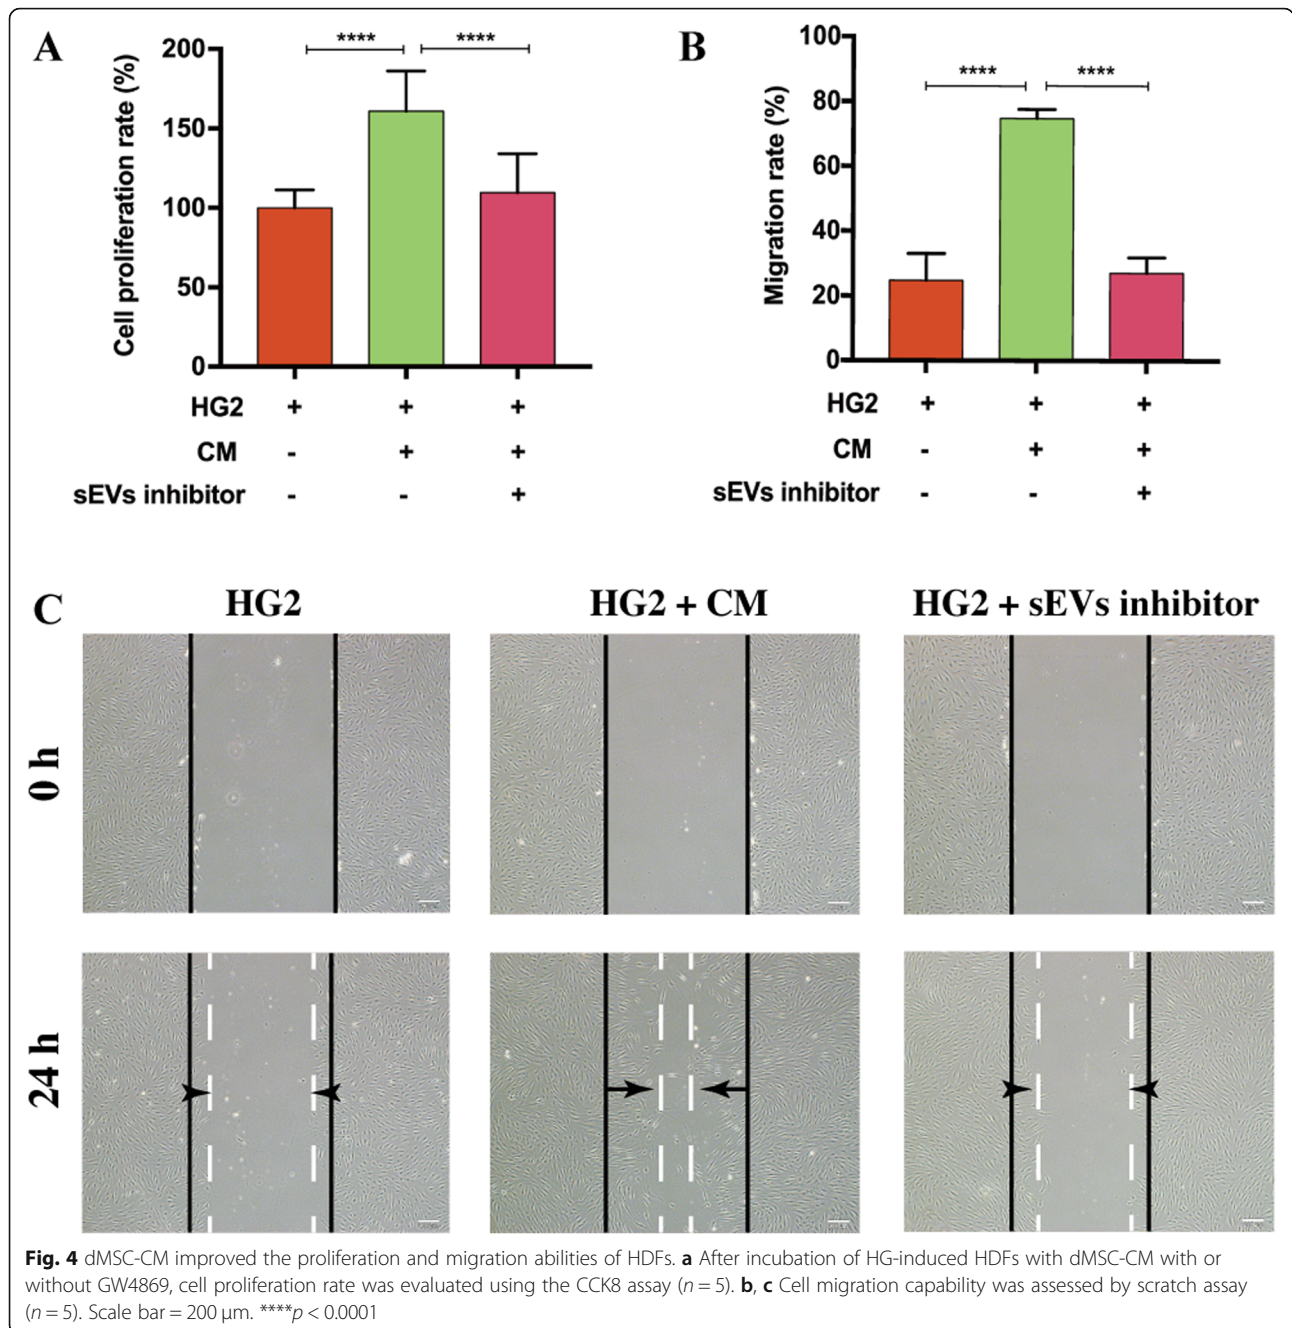 A
Cell proliferation rate (%)
200
150
100
50
0
**** ****
HG2 + + +
CM - + +
sEVs inhibitor - - +
B
Migration rate (%)
100
80
60
40
20
0
**** ****
HG2 + + +
CM - + +
sEVs inhibitor - - +
C
HG2 HG2 + CM HG2 + sEVs inhibitor
0 h
24 h
Fig. 4 dMSC-CM improved the proliferation and migration abilities of HDFs. a After incubation of HG-induced HDFs with dMSC-CM with or
without GW4869, cell proliferation rate was evaluated using the CCK8 assay (n = 5). b, c Cell migration capability was assessed by scratch assay
(n = 5). Scale bar = 200 μm. ****p < 0.0001